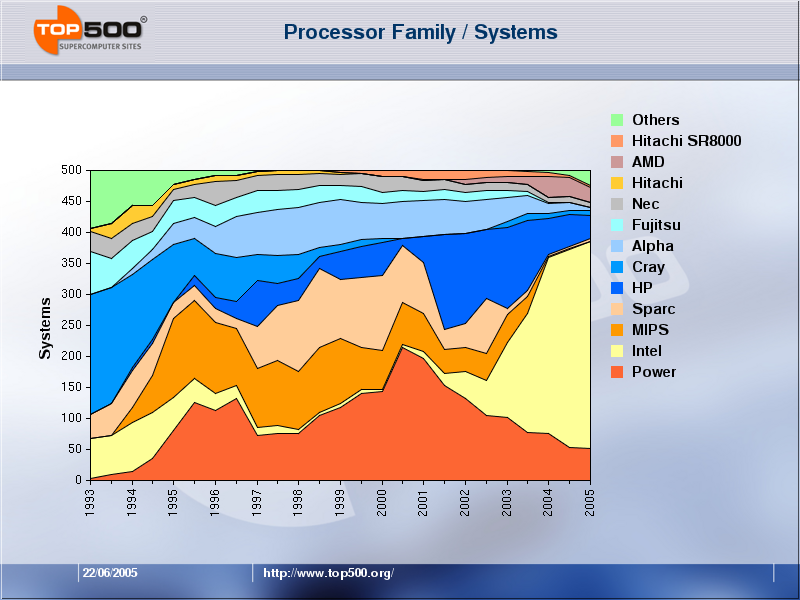 TOP500®
SUPERCOMPUTER SITES
Processor Family / Systems
Others
Hitachi SR8000
AMD
Hitachi
Nec
Fujitsu
Alpha
Cray
HP
Sparc
MIPS
Intel
Power
Systems
500
450
400
350
300
250
200
150
100
50
0
1993
1994
1995
1996
1997
1998
1999
2000
2001
2002
2003
2004
2005
22/06/2005
http://www.top500.org/